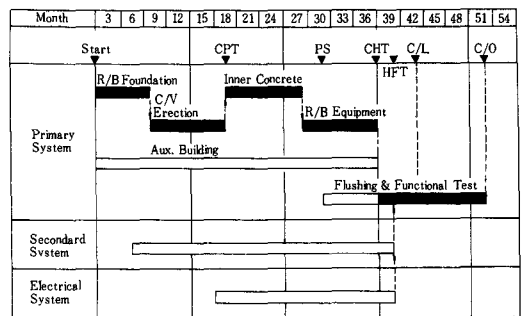 Month 3 6 9 12 15 18 21 24 27 30 33 36 39 42 45 48 51 54
Start CPT PS CHT C/L C/O
HFT
R/B Foundation Inner Concrete
C/V
Erection R/B Equipment
Primary
System
Aux. Building
Flushing & Functional Test
Secondard
System
Electrical
System